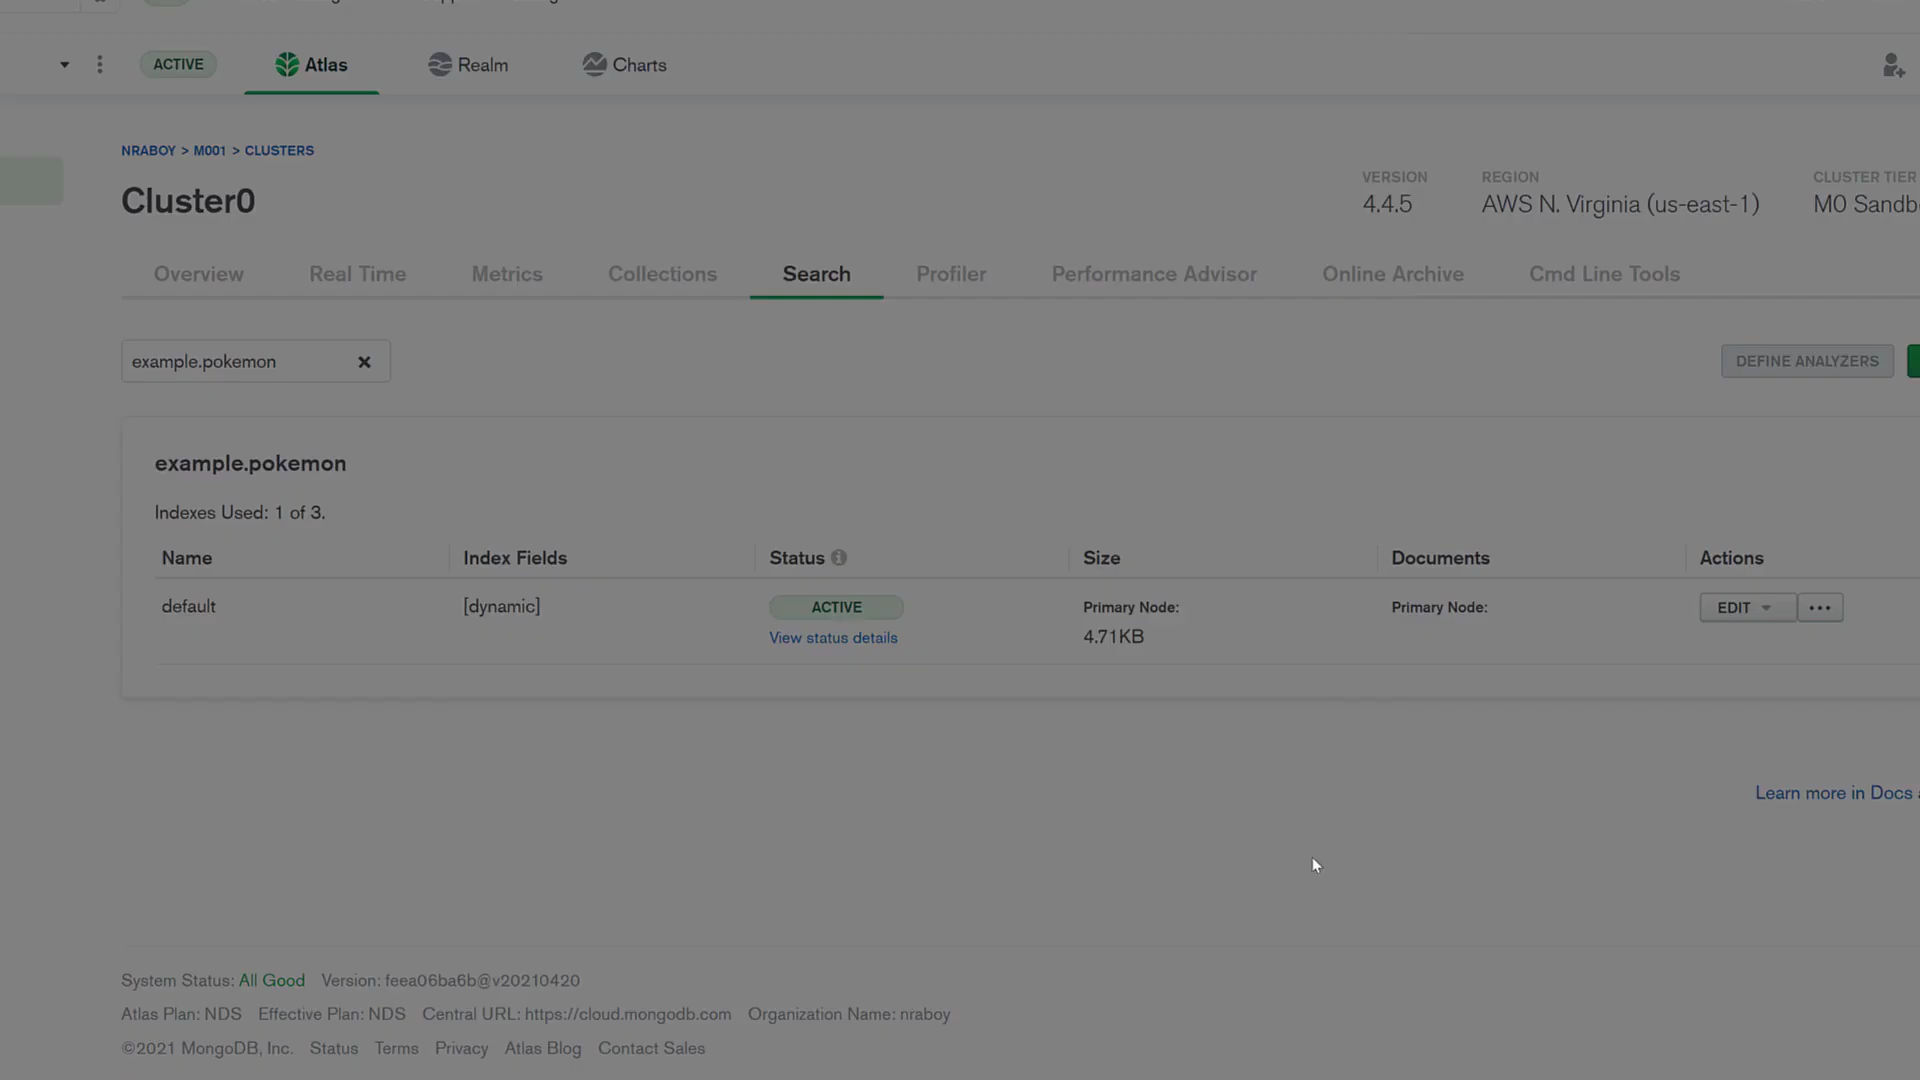 ACTIVE Atlas Realm Charts
NRABOY > M001 > CLUSTERS
Cluster0
VERSION REGION CLUSTER TIER
4.4.5 AWS N. Virginia (us-east-1) M0 Sandb
Overview Real Time Metrics Collections Search Profiler Performance Advisor Online Archive Cmd Line Tools
example.pokemon DEFINE ANALYZERS
example.pokemon
Indexes Used: 1 of 3.
Name Index Fields Status Size Documents Actions
default [dynamic] ACTIVE Primary Node: Primary Node: EDIT
View status details 4.71KB
Learn more in Docs
System Status: All Good Version: feea06ba6b@v20210420
Atlas Plan: NDS Effective Plan: NDS Central URL: https://cloud.mongodb.com Organization Name: nraboy
©2021 MongoDB, Inc. Status Terms Privacy Atlas Blog Contact Sales